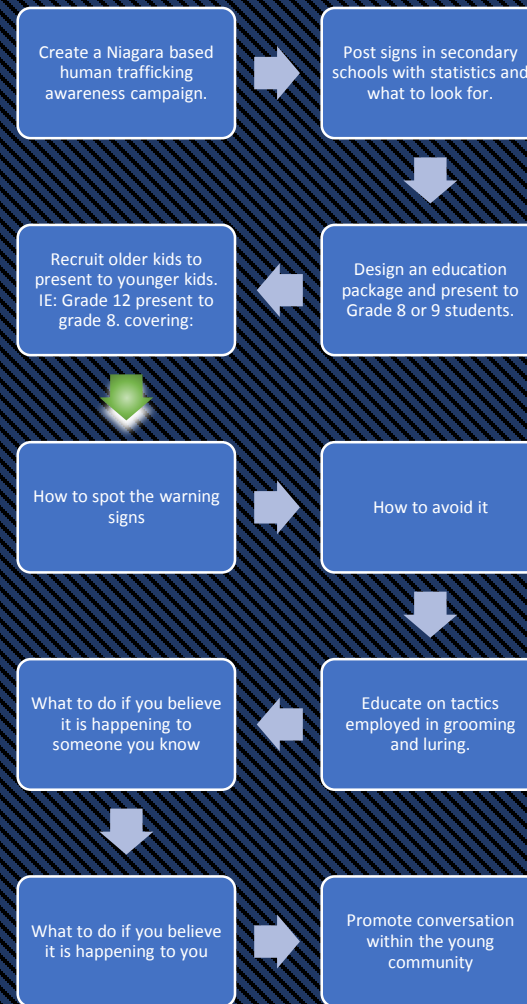 Create a Niagara based
human trafficking
awareness campaign.
Post signs in secondary
schools with statistics and
what to look for.
Design an education
package and present to
Grade 8 or 9 students.
Recruit older kids to
present to younger kids.
IE: Grade 12 present to
grade 8. covering:
How to spot the warning
signs
How to avoid it
Educate on tactics
employed in grooming
and luring.
What to do if you believe
it is happening to
someone you know
What to do if you believe
it is happening to you
Promote conversation
within the young
community